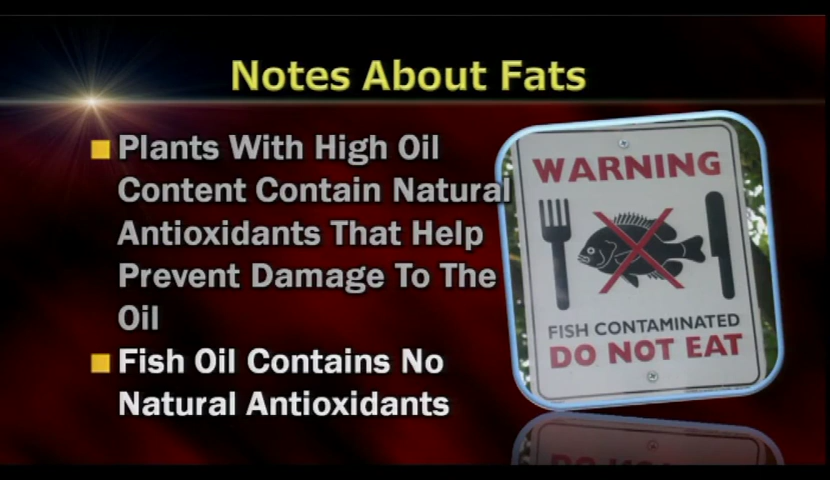 Notes About Fats
Plants With High Oil
Content Contain Natural
Antioxidants That Help
Prevent Damage To The
Oil
Fish Oil Contains No
Natural Antioxidants
WARNING
FISH CONTAMINATED
DO NOT EAT